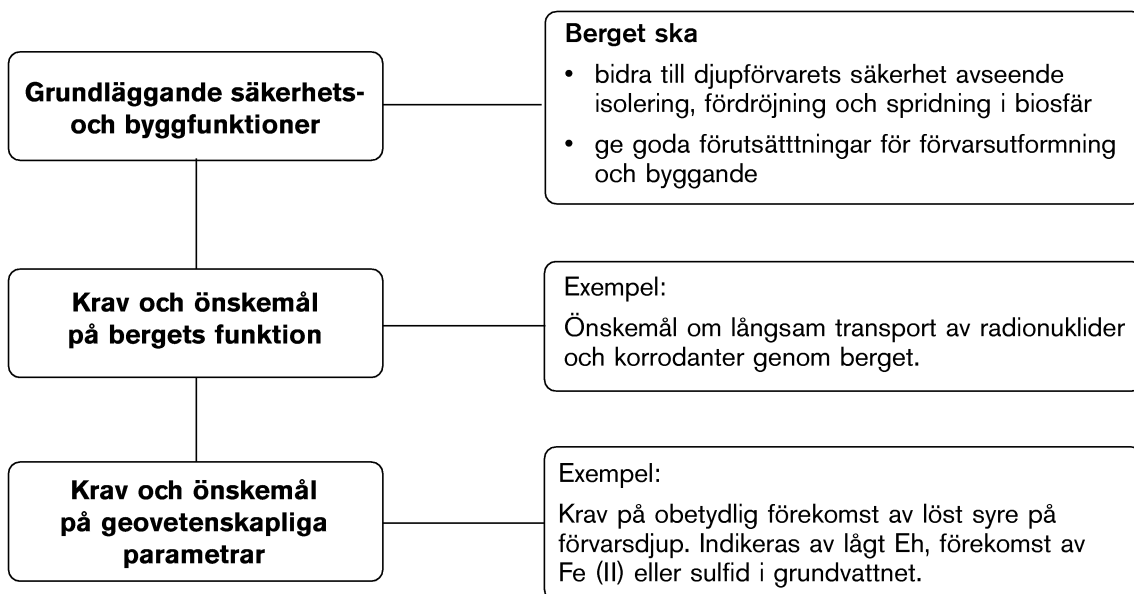 Grundläggande säkerhets-
och byggfunktioner
Berget ska
• bidra till djupförvarets säkerhet avseende
isolering, fördröjning och spridning i biosfär
• ge goda förutsätttningar för förvarsutformning
och byggande
Krav och önskemål
på bergets funktion
Exempel:
Önskemål om långsam transport av radionuklider
och korrodanter genom berget.
Krav och önskemål
på geovetenskapliga
parametrar
Exempel:
Krav på obetydlig förekomst av löst syre på
förvarsdjup. Indikeras av lågt Eh, förekomst av
Fe (II) eller sulfid i grundvattnet.